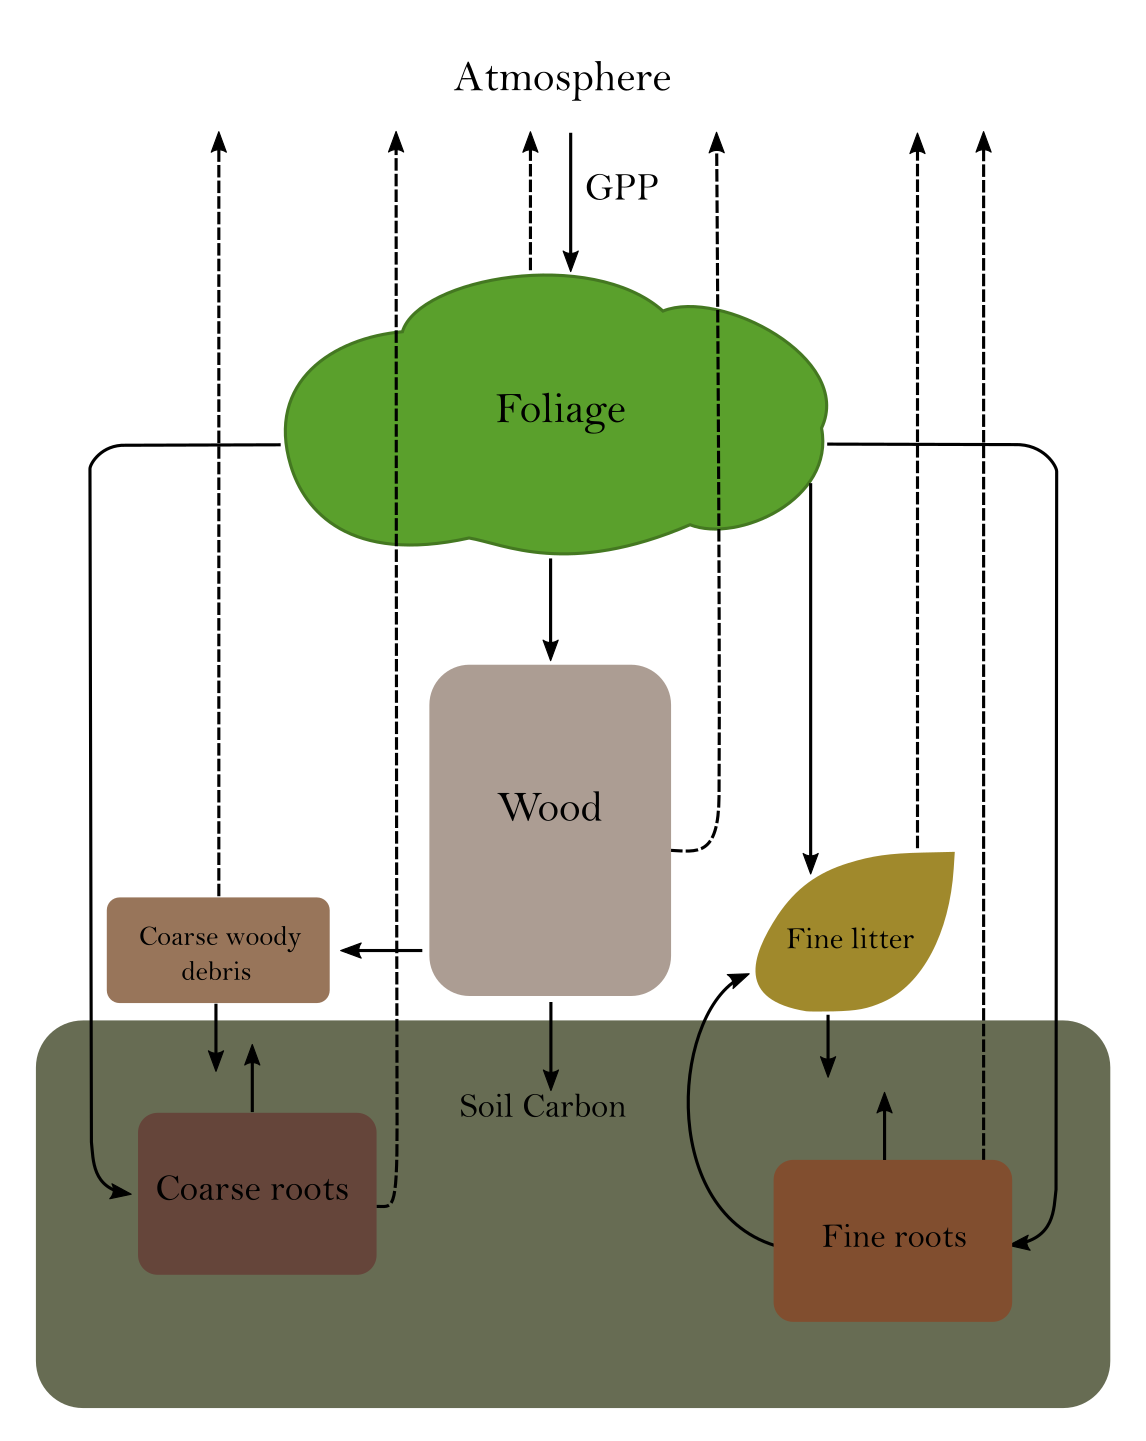 Atmosphere
GPP
Foliage
Wood
Coarse woody
debris
Fine litter
Soil Carbon
Coarse roots
Fine roots